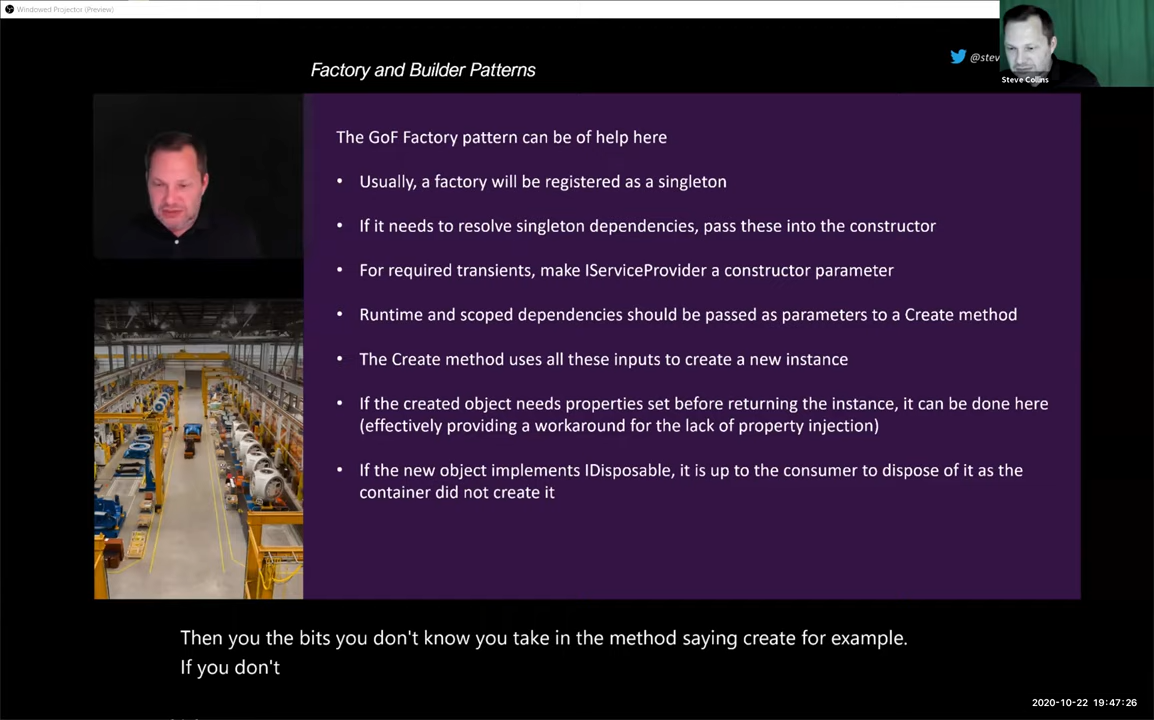 Windowed Projector (Preview)
Factory and Builder Patterns
@stev
Steve Collins
The GoF Factory pattern can be of help here
• Usually, a factory will be registered as a singleton
• If it needs to resolve singleton dependencies, pass these into the constructor
• For required transients, make IServiceProvider a constructor parameter
• Runtime and scoped dependencies should be passed as parameters to a Create method
• The Create method uses all these inputs to create a new instance
• If the created object needs properties set before returning the instance, it can be done here
(effectively providing a workaround for the lack of property injection)
• If the new object implements IDisposable, it is up to the consumer to dispose of it as the
container did not create it
Then you the bits you don't know you take in the method saying create for example.
If you don't
2020-10-22 19:47:26